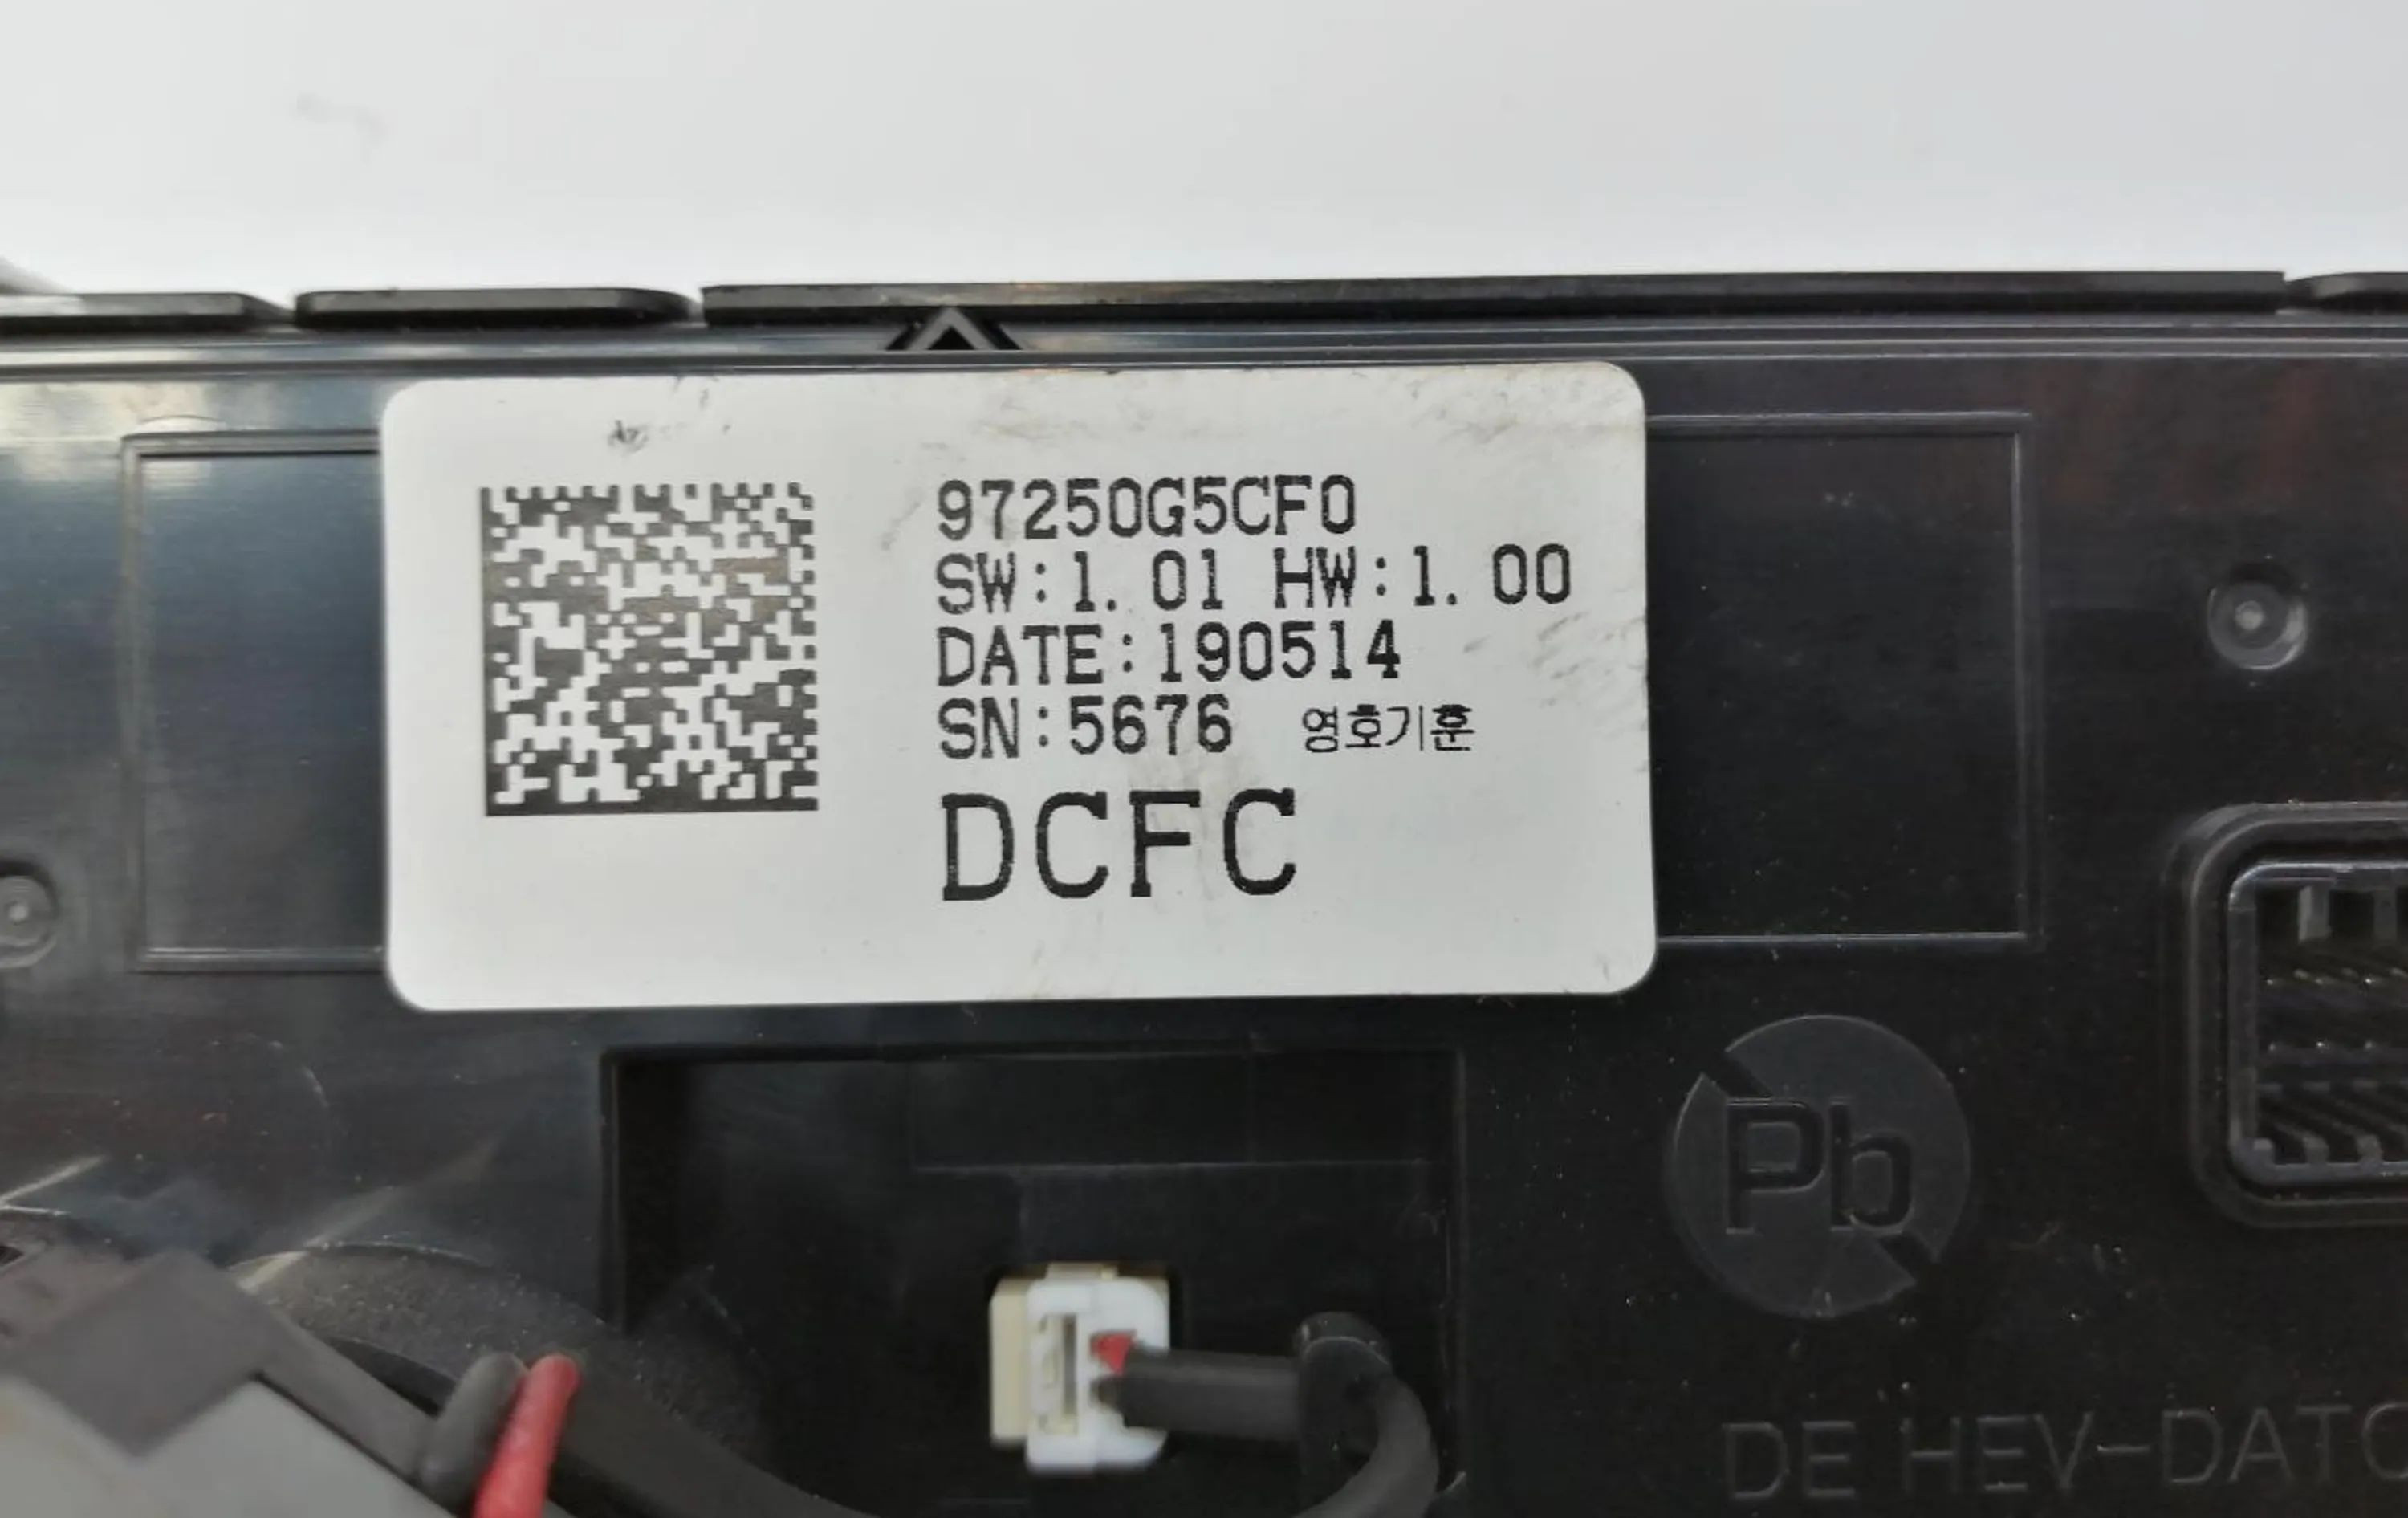 97250G5CF0
SW:1.01 HW:1.00
DATE:190514
SN:5676 영호기훈
DCFC
Pb
DE HEV-DATC